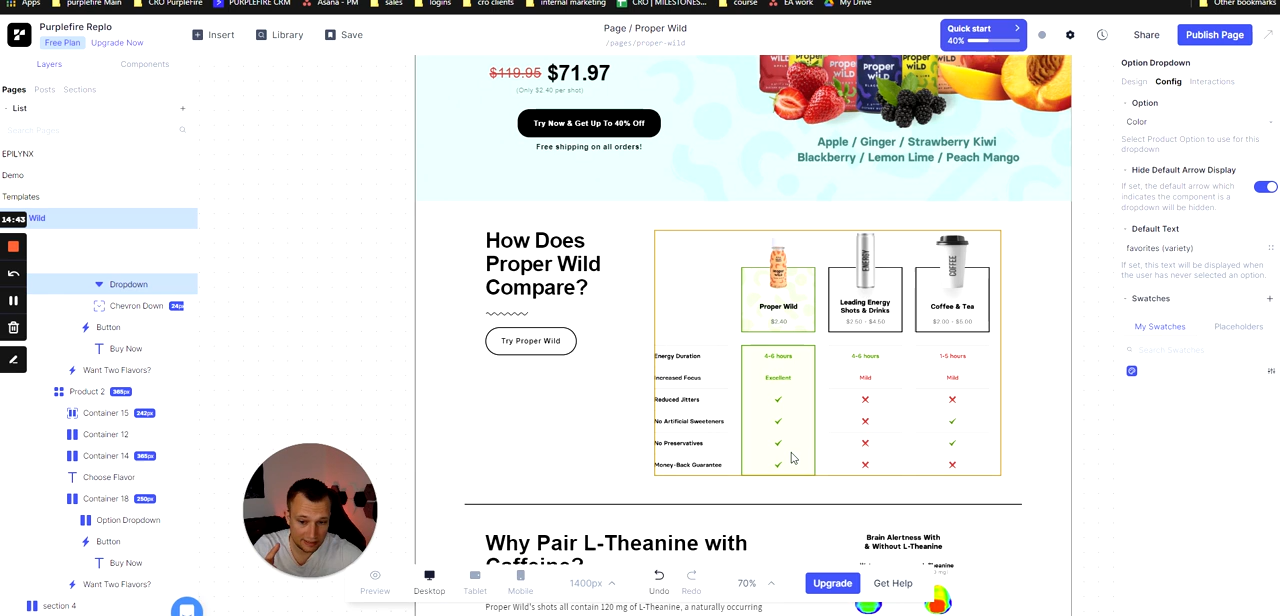 Apps
purplefire Main
CRO PurpleFire
PURPLEFIRE CRM
Asana - PM
sales
logins
cro clients
internal marketing
CRO | MILESTONES...
course
EA work
My Drive
Other bookmarks
Purplefire Replo
Free Plan
Upgrade Now
Insert
Library
Save
Page / Proper Wild
/pages/proper-wild
Quick start
40%
Share
Publish Page
Layers
Components
Pages
Posts
Sections
List
Search Pages
EPILYNX
Demo
Templates
14:43
Wild
Dropdown
Chevron Down
24px
Button
Buy Now
Want Two Flavors?
Product 2
365px
Container 15
242px
Container 12
Container 14
365px
Choose Flavor
Container 18
250px
Option Dropdown
Button
Buy Now
Want Two Flavors?
section 4
$119.95 $71.97
(Only $2.40 per shot)
Try Now & Get Up To 40% Off
Free shipping on all orders!
Apple / Ginger / Strawberry Kiwi
Blackberry / Lemon Lime / Peach Mango
How Does
Proper Wild
Compare?
Try Proper Wild
ENERGY
COFFEE
Proper Wild
$2.40
Leading Energy
Shots & Drinks
$2.50 - $4.50
Coffee & Tea
$2.00 - $5.00
Energy Duration
4-6 hours
4-6 hours
1-5 hours
Increased Focus
Excellent
Mild
Mild
Reduced Jitters
No Artificial Sweeteners
No Preservatives
Money-Back Guarantee
Why Pair L-Theanine with
Caffeine?
Brain Alertness With
& Without L-Theanine
Proper Wild's shots all contain 120 mg of L-Theanine, a naturally occurring
Preview
Desktop
Tablet
Mobile
1400px
Undo
Redo
70%
Upgrade
Get Help
Option Dropdown
Design
Config
Interactions
Option
Color
Select Product Option to use for this
dropdown
Hide Default Arrow Display
If set, the default arrow which
indicates the component is a
dropdown will be hidden.
Default Text
favorites (variety)
If set, this text will be displayed when
the user has never selected an option.
Swatches
My Swatches
Placeholders
Search Swatches